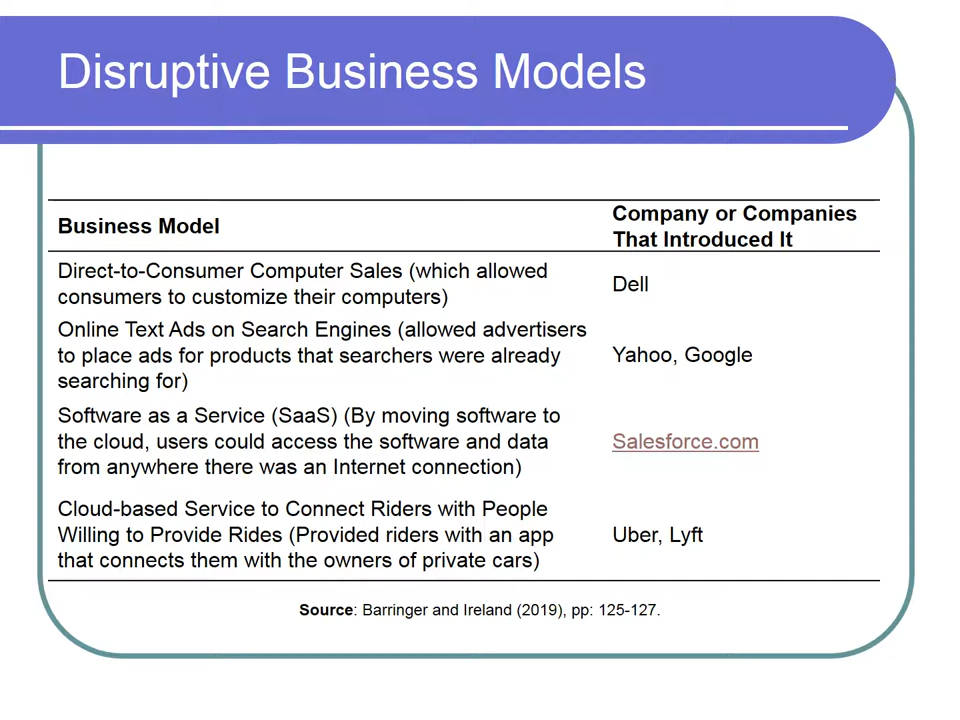 Disruptive Business Models
Business Model
Company or Companies
That Introduced It
Direct-to-Consumer Computer Sales (which allowed
consumers to customize their computers)
Dell
Online Text Ads on Search Engines (allowed advertisers
to place ads for products that searchers were already
searching for)
Yahoo, Google
Software as a Service (SaaS) (By moving software to
the cloud, users could access the software and data
from anywhere there was an Internet connection)
Salesforce.com
Cloud-based Service to Connect Riders with People
Willing to Provide Rides (Provided riders with an app
that connects them with the owners of private cars)
Uber, Lyft
Source: Barringer and Ireland (2019), pp: 125-127.